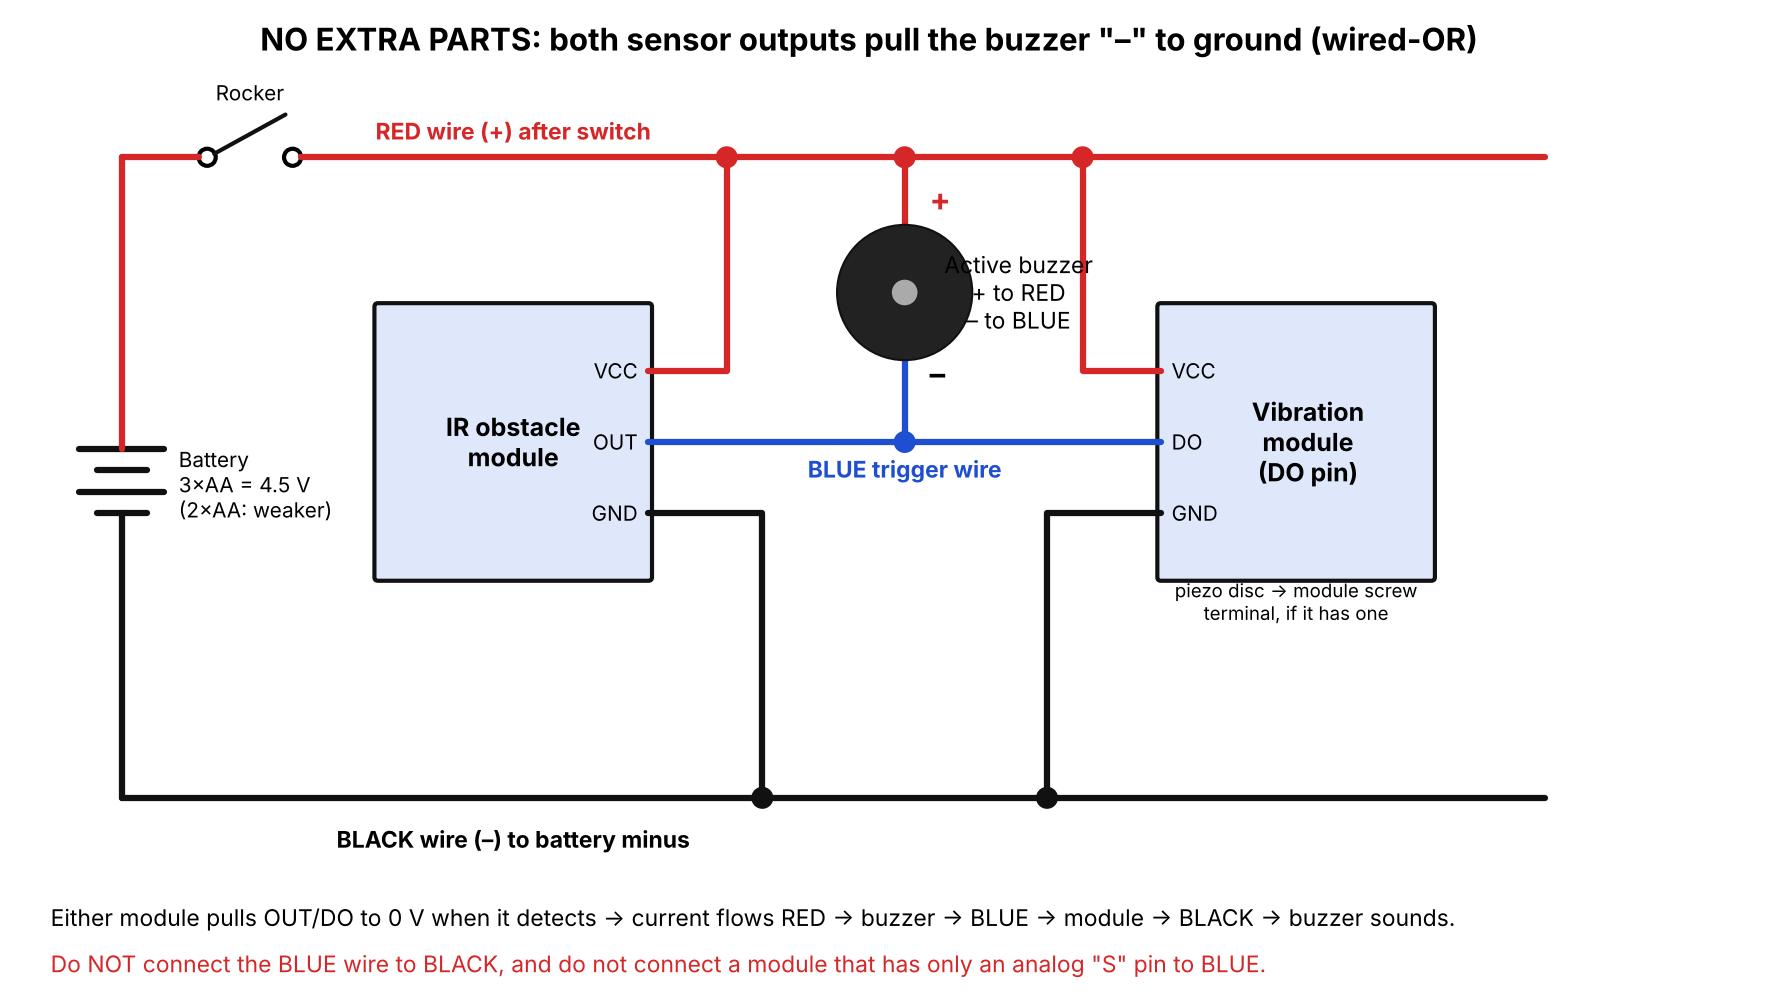 NO EXTRA PARTS: both sensor outputs pull the buzzer "–" to ground (wired-OR)
Rocker
RED wire (+) after switch
+
Active buzzer
+ to RED
– to BLUE
–
VCC
IR obstacle
module
OUT
GND
VCC
Vibration
module
(DO pin)
DO
GND
BLUE trigger wire
Battery
3×AA = 4.5 V
(2×AA: weaker)
piezo disc → module screw
terminal, if it has one
BLACK wire (–) to battery minus
Either module pulls OUT/DO to 0 V when it detects → current flows RED → buzzer → BLUE → module → BLACK → buzzer sounds.
Do NOT connect the BLUE wire to BLACK, and do not connect a module that has only an analog "S" pin to BLUE.